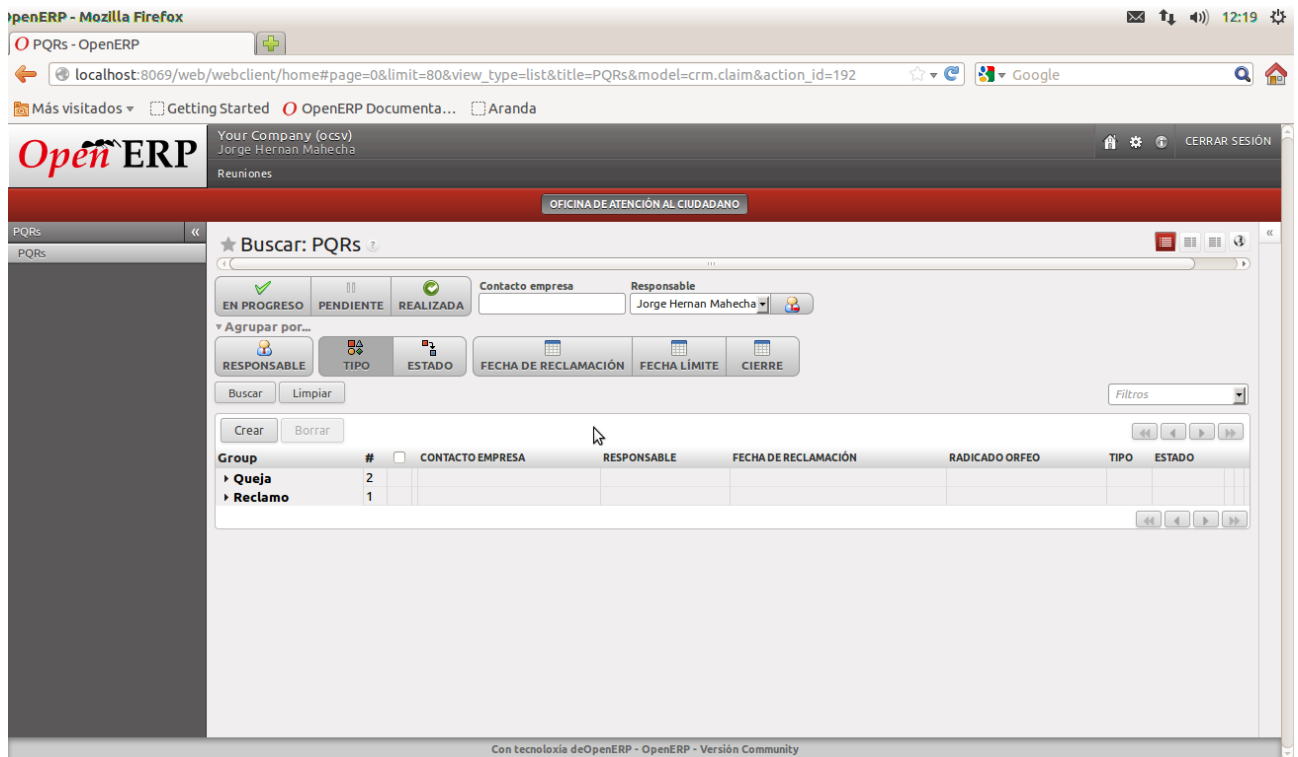 OpenERP - Mozilla Firefox
12:19
PQRs - OpenERP
localhost:8069/web/webclient/home#page=0&limit=80&view_type=list&title=PQRs&model=crm.claim&action_id=192
Google
Más visitados
Getting Started
OpenERP Documenta...
Aranda
Open ERP
Your Company (ocsv)
Jorge Hernan Mahecha
CERRAR SESIÓN
Reuniones
OFICINA DE ATENCIÓN AL CIUDADANO
PQRs
PQRs
Buscar: PQRs ?
EN PROGRESO PENDIENTE REALIZADA
Contacto empresa
Responsable
Jorge Hernan Mahecha
Agrupar por...
RESPONSABLE TIPO ESTADO FECHA DE RECLAMACIÓN FECHA LÍMITE CIERRE
Buscar Limpiar
Filtros
Crear Borrar
Group # CONTACTO EMPRESA RESPONSABLE FECHA DE RECLAMACIÓN RADICADO ORFEO TIPO ESTADO
Queja 2
Reclamo 1
Con tecnoloxía deOpenERP - OpenERP - Versión Community